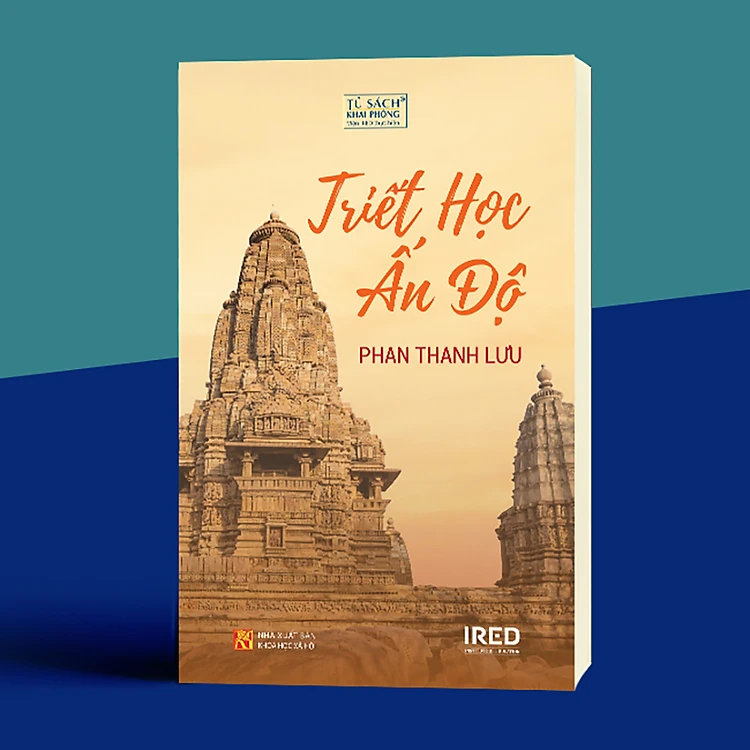 TỦ SÁCH
KHAI PHÓNG
Triết Học
Ấn Độ
PHAN THANH LƯU
NHÀ XUẤT BẢN
KHOA HỌC XÃ HỘI
IRED